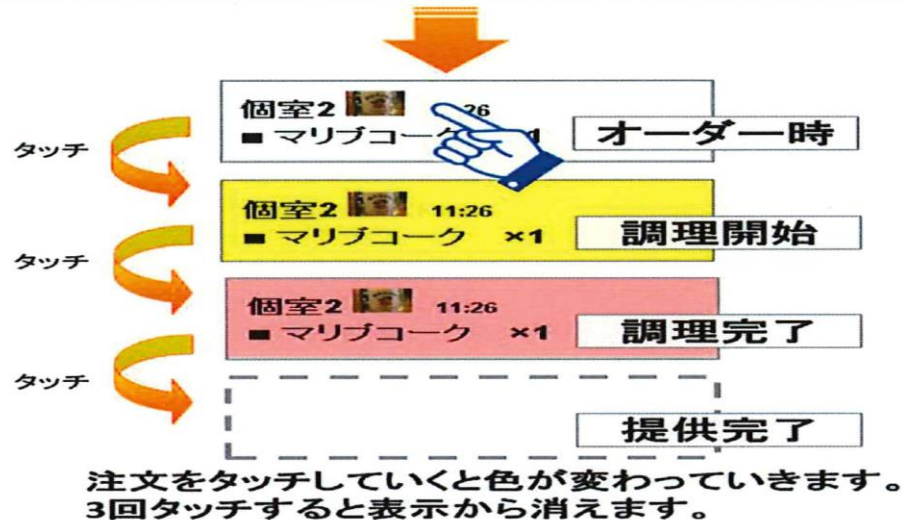 個室2 26
■ マリブコーク 1
オーダー時
タッチ
個室2 11:26
■ マリブコーク ×1
調理開始
タッチ
個室2 11:26
■ マリブコーク ×1
調理完了
タッチ
提供完了
注文をタッチしていくと色が変わっていきます。
3回タッチすると表示から消えます。